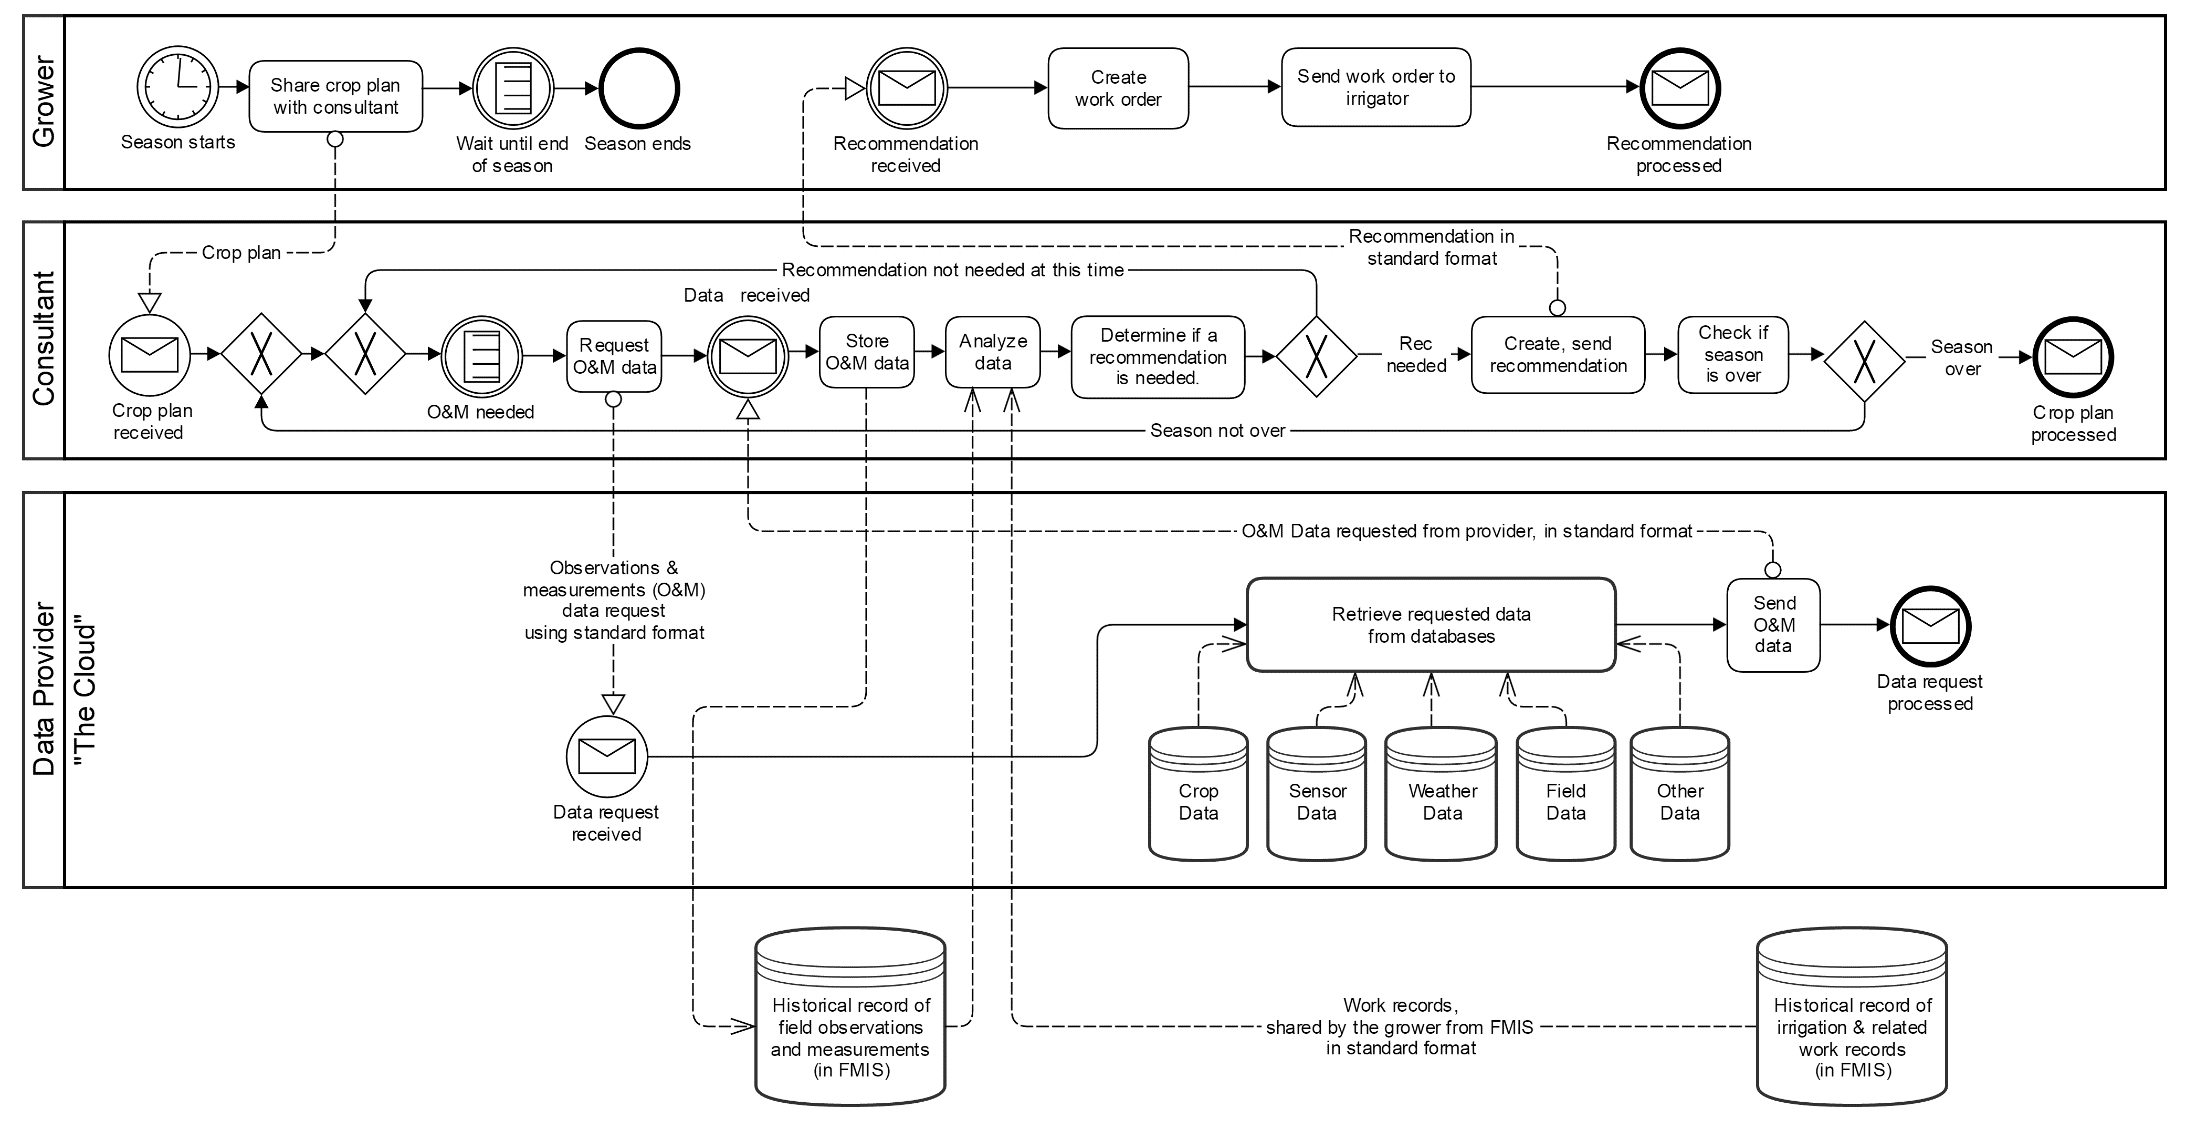 Grower
Season starts
Share crop plan
with consultant
Wait until end
of season
Season ends
Recommendation
received
Create
work order
Send work order to
irrigator
Recommendation
processed
Consultant
Crop plan
Recommendation in
standard format
Recommendation not needed at this time
Data received
Crop plan
received
O&M needed
Request
O&M data
Store
O&M data
Analyze
data
Determine if a
recommendation
is needed.
Rec
needed
Create, send
recommendation
Check if
season
is over
Season
over
Crop plan
processed
Season not over
Data Provider
"The Cloud"
O&M Data requested from provider, in standard format
Observations &
measurements (O&M)
data request
using standard format
Retrieve requested data
from databases
Send
O&M
data
Data request
processed
Data request
received
Crop
Data
Sensor
Data
Weather
Data
Field
Data
Other
Data
Historical record of
field observations
and measurements
(in FMIS)
Work records,
shared by the grower from FMIS
in standard format
Historical record of
irrigation & related
work records
(in FMIS)